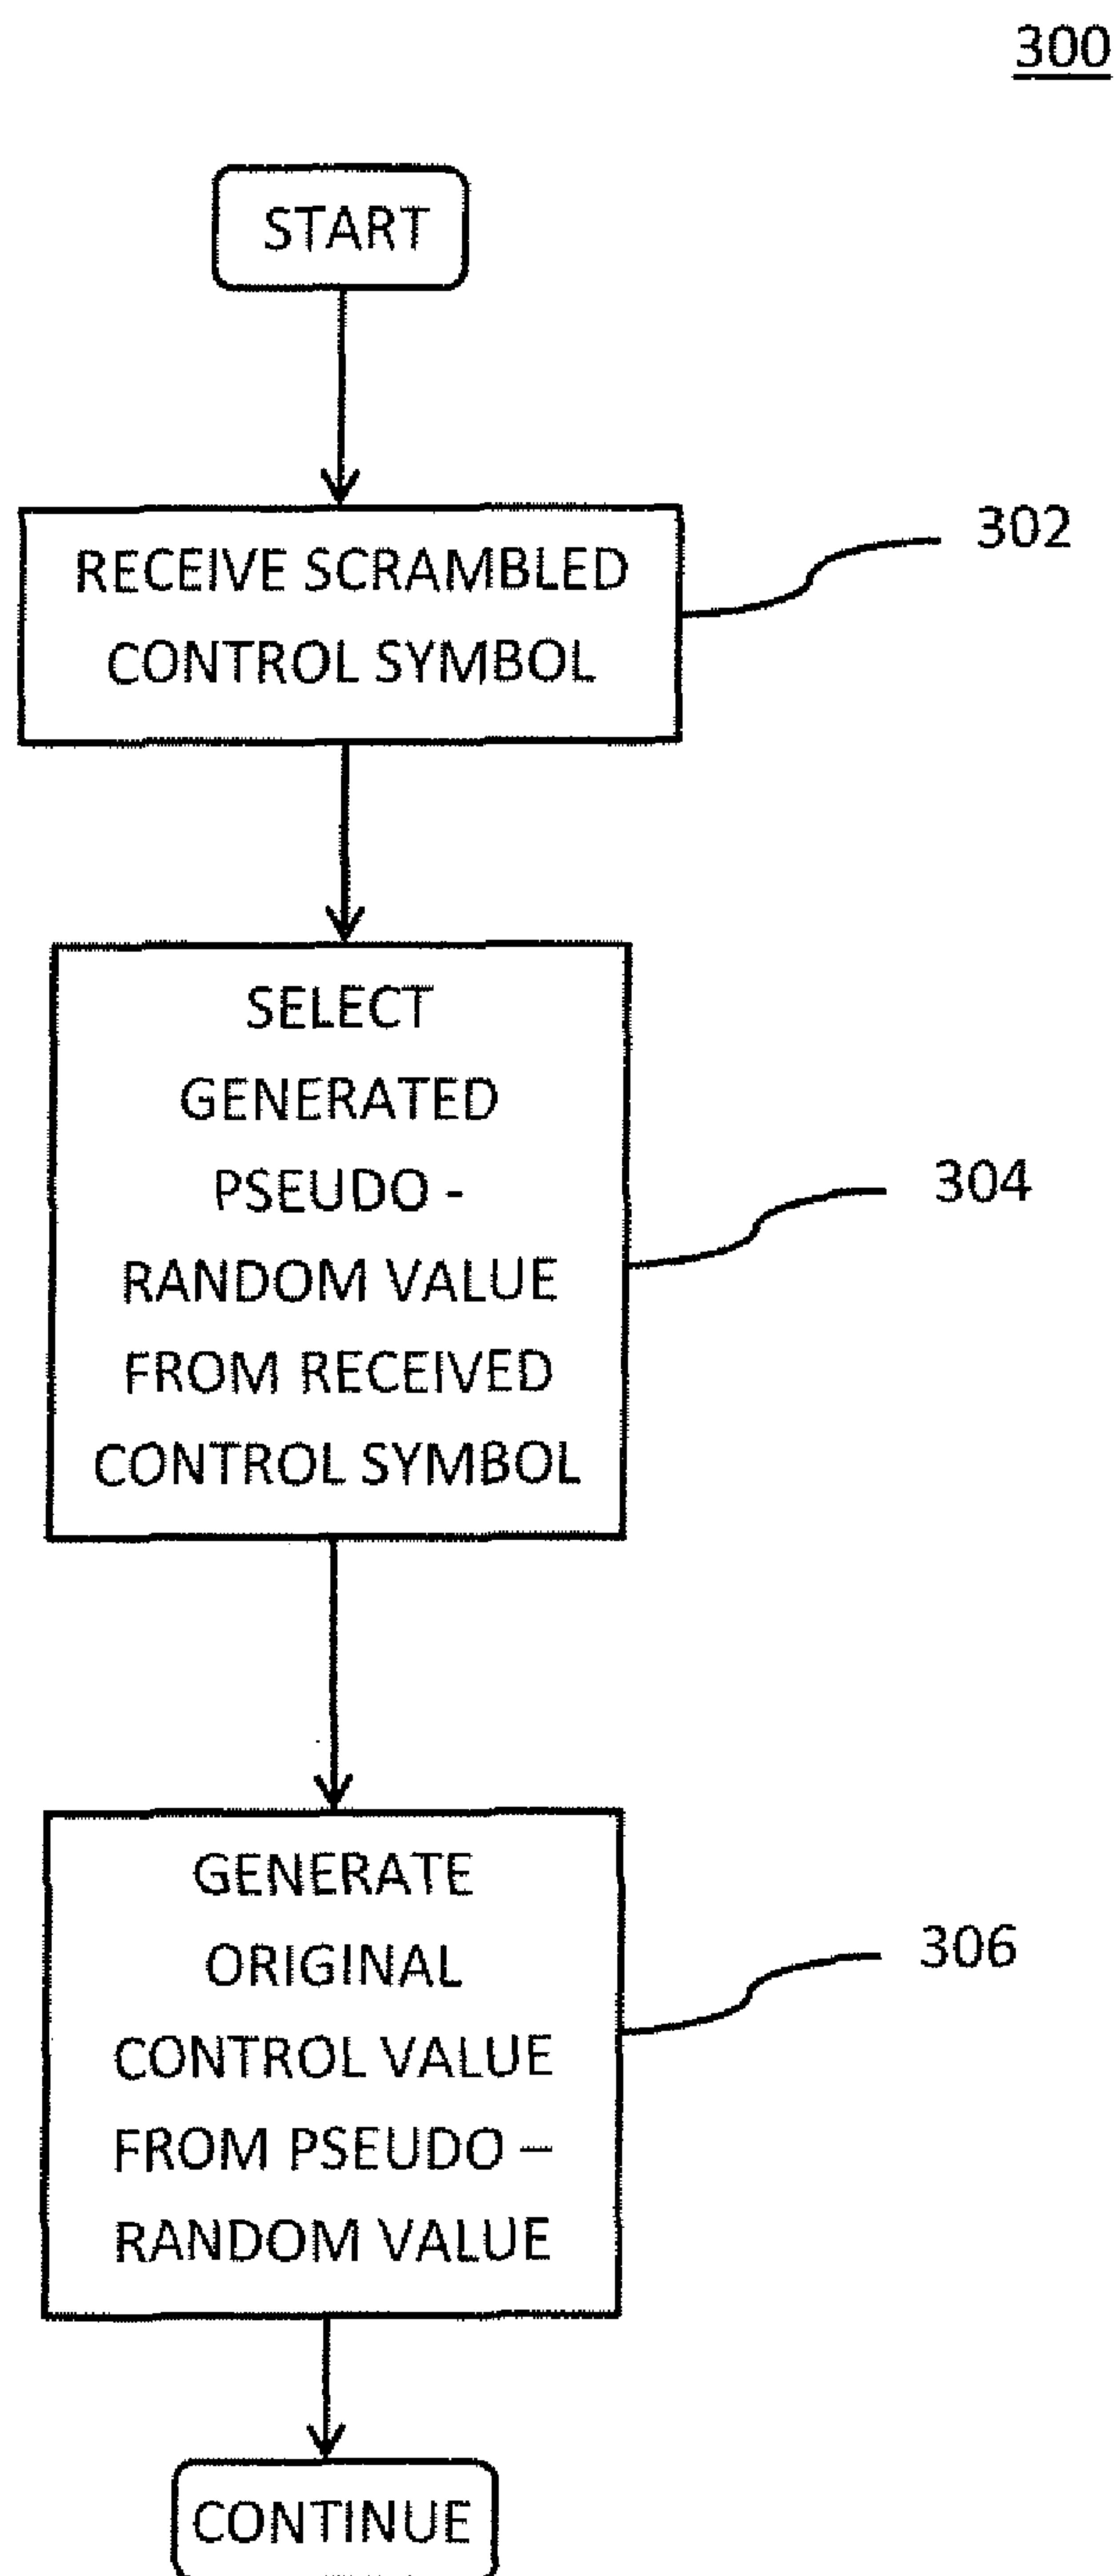 300
START
RECEIVE SCRAMBLED
CONTROL SYMBOL
302
SELECT
GENERATED
PSEUDO -
RANDOM VALUE
FROM RECEIVED
CONTROL SYMBOL
304
GENERATE
ORIGINAL
CONTROL VALUE
FROM PSEUDO –
RANDOM VALUE
306
CONTINUE